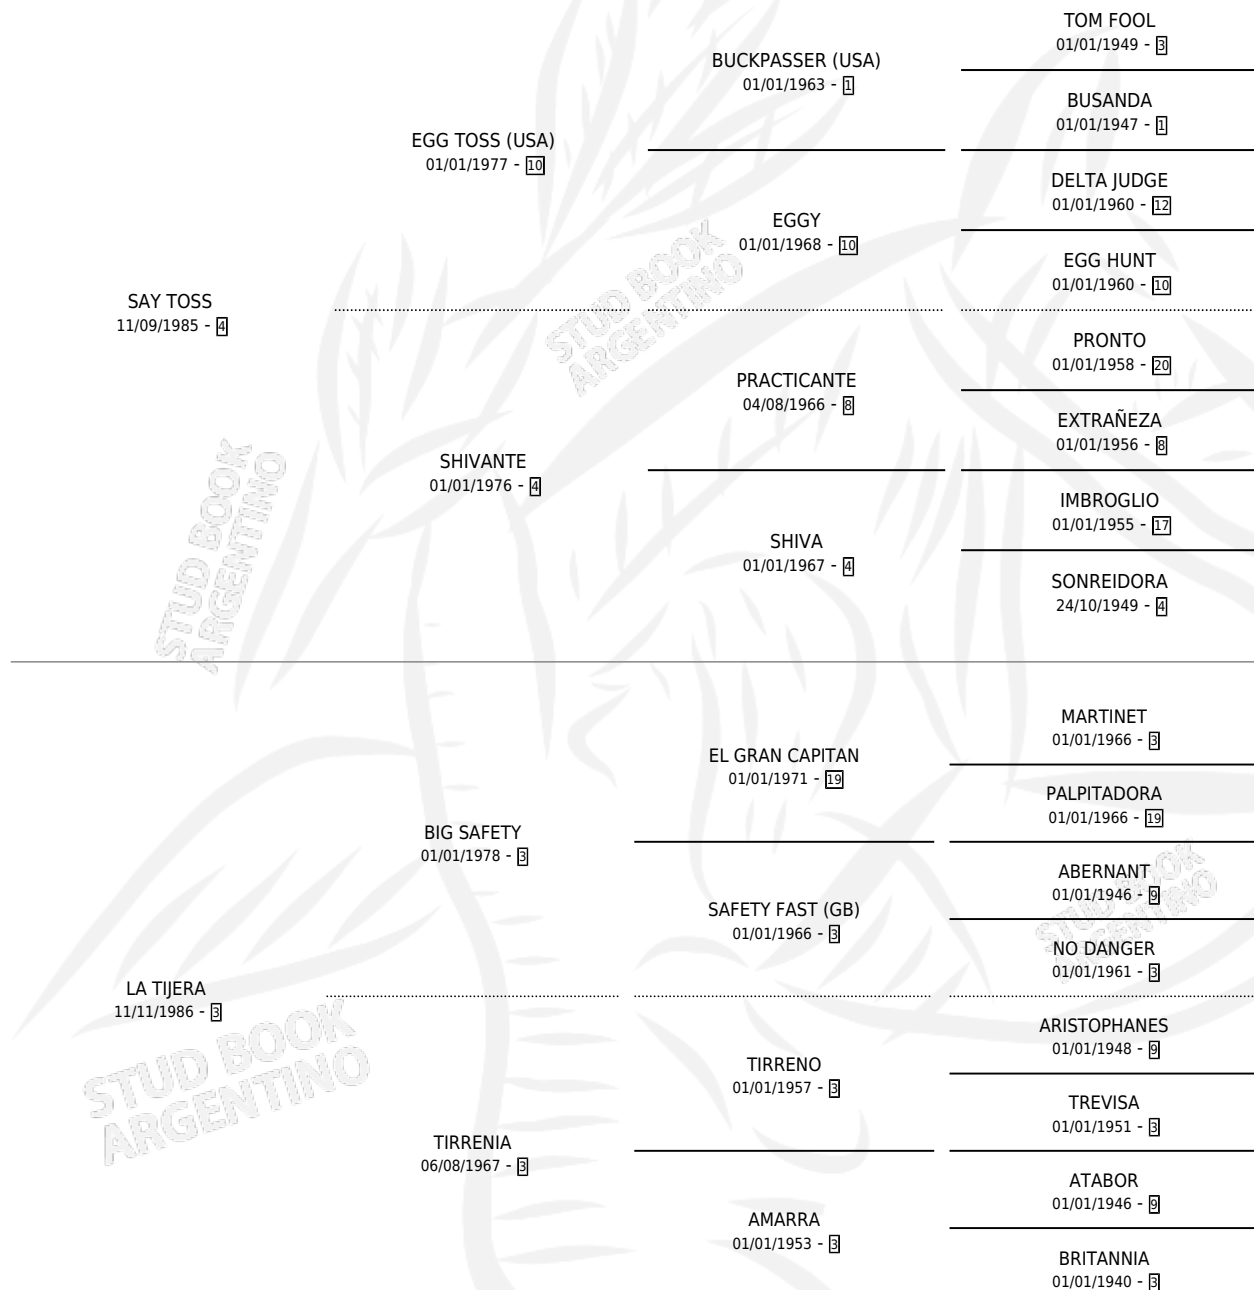 TOM FOOL
01/01/1949 - 3
BUCKPASSER (USA)
01/01/1963 - 1
BUSANDA
01/01/1947 - 1
EGG TOSS (USA)
01/01/1977 - 10
DELTA JUDGE
01/01/1960 - 12
EGGY
01/01/1968 - 10
EGG HUNT
01/01/1960 - 10
SAY TOSS
11/09/1985 - 4
PRONTO
01/01/1958 - 20
PRACTICANTE
04/08/1966 - 8
EXTRAÑEZA
01/01/1956 - 8
SHIVANTE
01/01/1976 - 4
IMBROGLIO
01/01/1955 - 17
SHIVA
01/01/1967 - 4
SONREIDORA
24/10/1949 - 4
MARTINET
01/01/1966 - 3
EL GRAN CAPITAN
01/01/1971 - 19
PALPITADORA
01/01/1966 - 19
BIG SAFETY
01/01/1978 - 3
ABERNANT
01/01/1946 - 9
SAFETY FAST (GB)
01/01/1966 - 3
NO DANGER
01/01/1961 - 3
LA TIJERA
11/11/1986 - 3
ARISTOPHANES
01/01/1948 - 9
TIRRENO
01/01/1957 - 3
TREVISA
01/01/1951 - 3
TIRRENIA
06/08/1967 - 3
ATABOR
01/01/1946 - 9
AMARRA
01/01/1953 - 3
BRITANNIA
01/01/1940 - 3
STUD BOOK
ARGENTINO
STUD BOOK
ARGENTINO
STUD BOOK
ARGENTINO
STUD BOOK
ARGENTINO